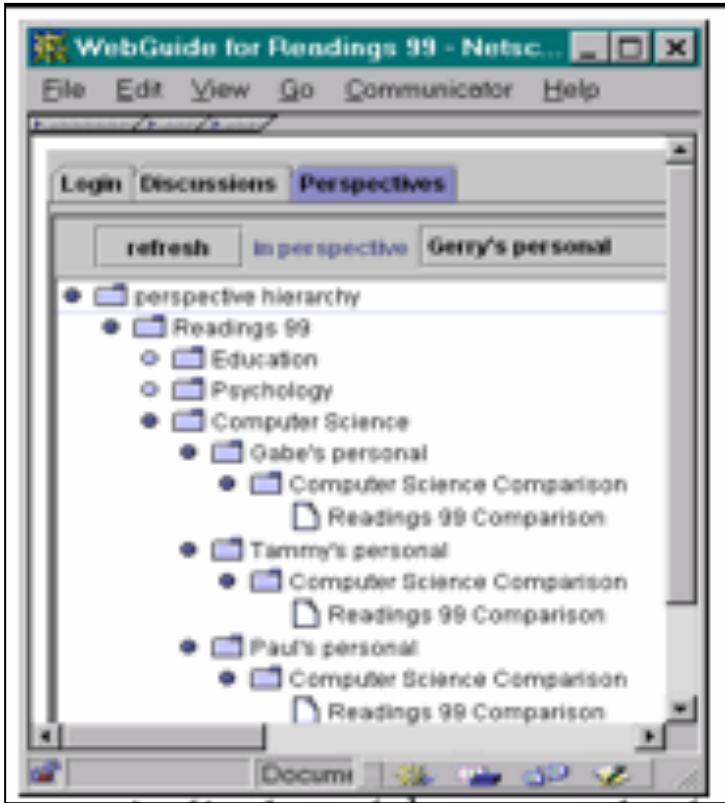 WebGuide for Readings 99 - Netsc...
File Edit View Go Communicator Help
Login Discussions Perspectives
refresh in perspective Gerry's personal
perspective hierarchy
Readings 99
Education
Psychology
Computer Science
Gabe's personal
Computer Science Comparison
Readings 99 Comparison
Tammy's personal
Computer Science Comparison
Readings 99 Comparison
Paul's personal
Computer Science Comparison
Readings 99 Comparison
Docume